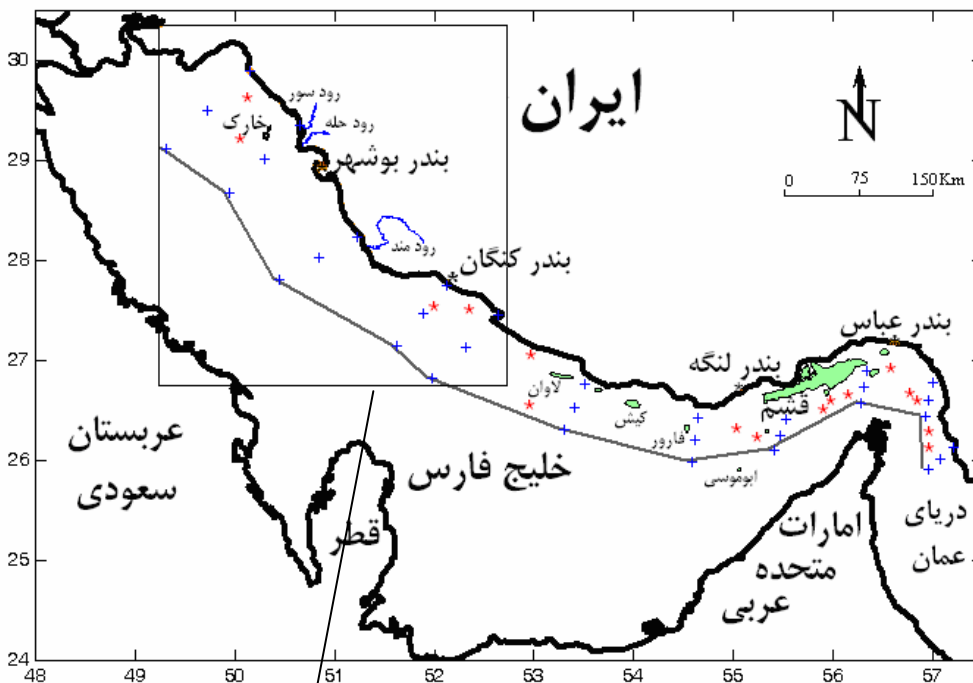 ایران
N
0 75 150Km
رود سور
رود حله
خارک
بندر بوشهر
رود مند
بندر کنگان
بندر عباس
بندر لنگه
لاوان
کیش
قشم
فارور
ابوموسی
خلیج فارس
عربستان
سعودی
قطر
امارات
متحده
عربی
دریای
عمان
30
29
28
27
26
25
24
48 49 50 51 52 53 54 55 56 57